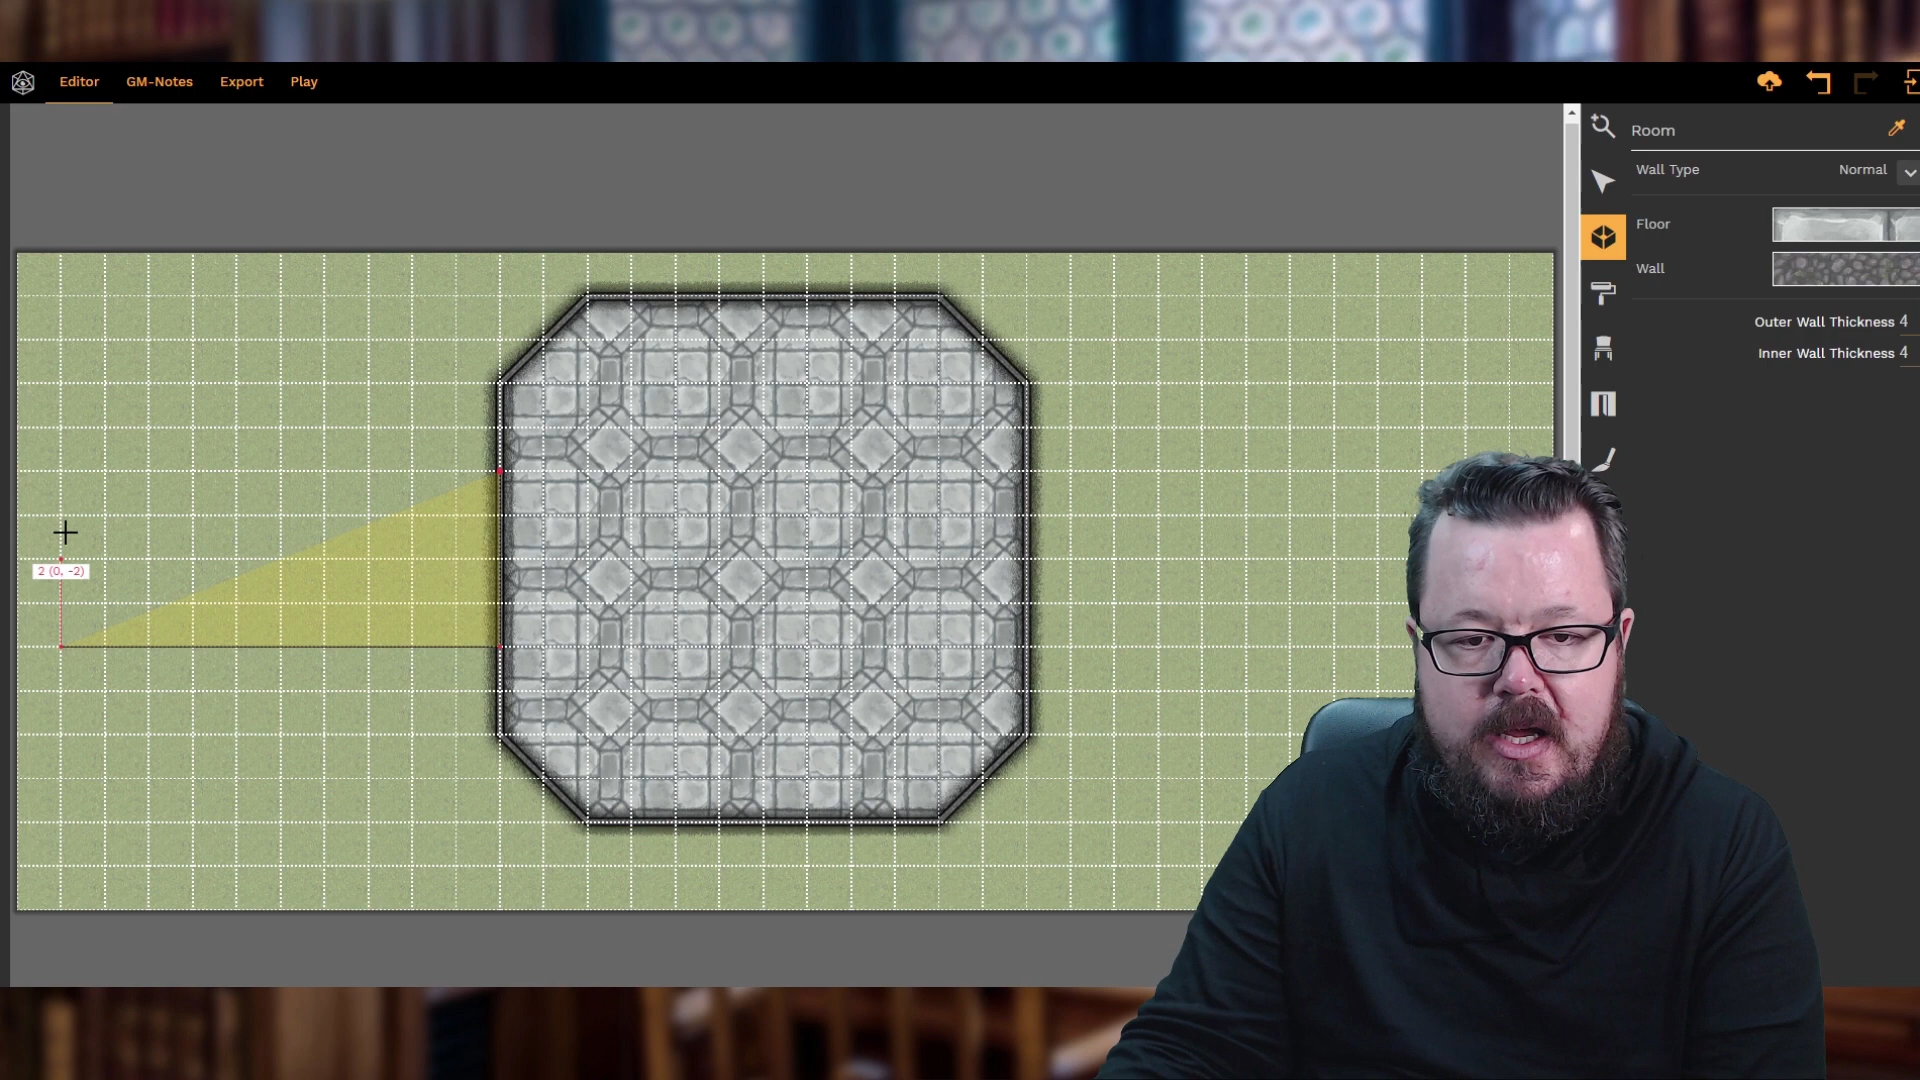 Editor GM-Notes Export Play
Room
Wall Type Normal
Floor
Wall
Outer Wall Thickness 4
Inner Wall Thickness 4
2 (0, -2)